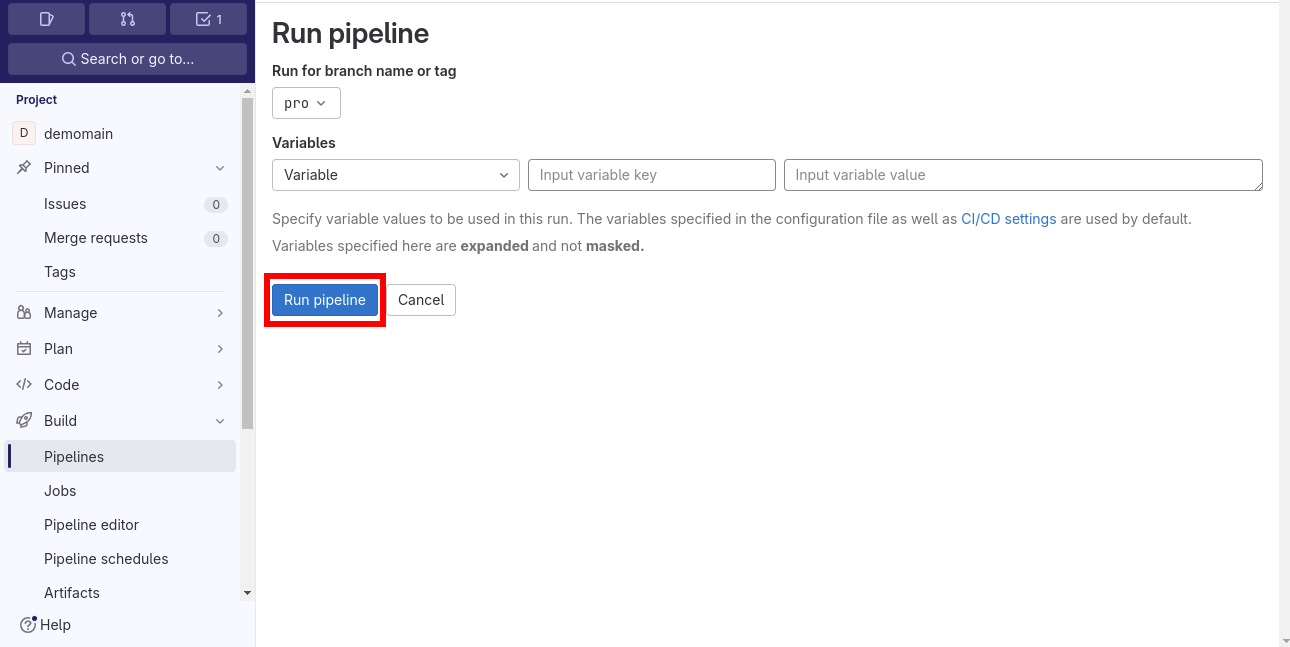 1
Search or go to...
Project
D demomain
Pinned
Issues 0
Merge requests 0
Tags
Manage
Plan
Code
Build
Pipelines
Jobs
Pipeline editor
Pipeline schedules
Artifacts
Help
Run pipeline
Run for branch name or tag
pro
Variables
Variable Input variable key Input variable value
Specify variable values to be used in this run. The variables specified in the configuration file as well as CI/CD settings are used by default.
Variables specified here are expanded and not masked.
Run pipeline Cancel